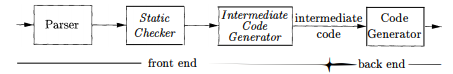 Parser
Static
Checker
Intermediate
Code
Generator
intermediate
code
Code
Generator
front end
back end